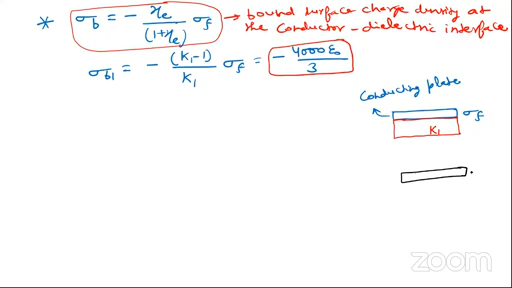 * σb = - χe/(1+χe) σf → bound surface charge density at the Conductor-dielectric interface
σb1 = - (K1-1)/K1 σf = - 4000ε0/3
Conducting plate
σf
K1
zoom